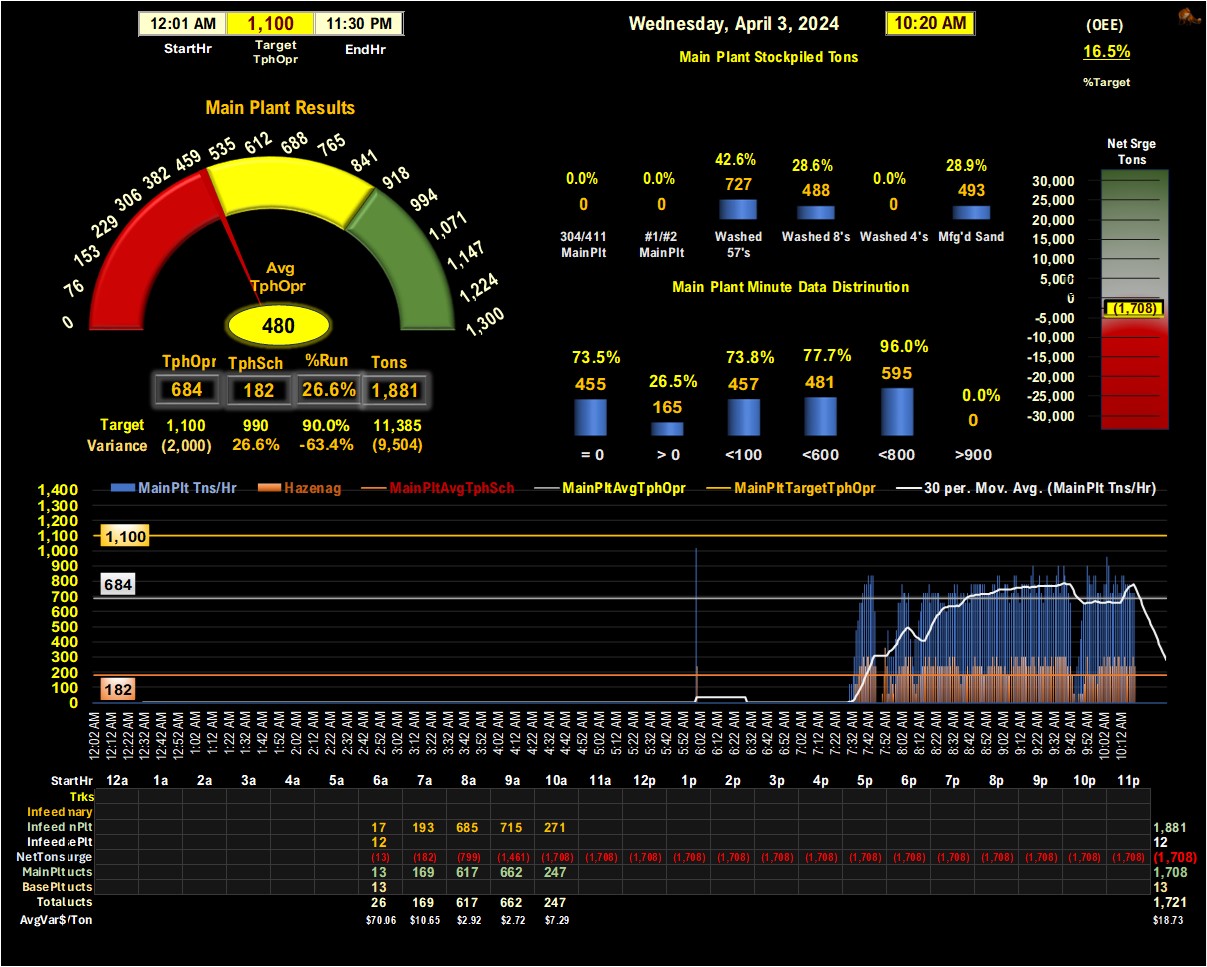 12:01 AM 1,100 11:30 PM
StartHr Target TphOpr EndHr
Wednesday, April 3, 2024 10:20 AM
Main Plant Stockpiled Tons
(OEE)
16.5%
%Target
Main Plant Results
0 76 153 229 306 382 459 535 612 688 765 841 918 994 1,071 1,147 1,224 1,300
Avg
TphOpr
480
TphOpr TphSch %Run Tons
684 182 26.6% 1,881
Target 1,100 990 90.0% 11,385
Variance (2,000) 26.6% -63.4% (9,504)
0.0% 0.0% 42.6% 28.6% 0.0% 28.9%
0 0 727 488 0 493
304/411 MainPlt #1/#2 MainPlt Washed 57's Washed 8's Washed 4's Mfg'd Sand
Main Plant Minute Data Distrinution
73.5% 26.5% 73.8% 77.7% 96.0% 0.0%
455 165 457 481 595 0
= 0 > 0 <100 <600 <800 >900
Net Srge
Tons
30,000
25,000
20,000
15,000
10,000
5,000
0
(1,708)
-5,000
-10,000
-15,000
-20,000
-25,000
-30,000
MainPlt Tns/Hr Hazenag MainPltAvgTphSch MainPltAvgTphOpr MainPltTargetTphOpr 30 per. Mov. Avg. (MainPlt Tns/Hr)
1,400
1,300
1,200
1,100
1,000
900
800
700
600
500
400
300
200
100
0
1,100
684
182
12:02 AM 12:12 AM 12:22 AM 12:32 AM 12:42 AM 12:52 AM 1:02 AM 1:12 AM 1:22 AM 1:32 AM 1:42 AM 1:52 AM 2:02 AM 2:12 AM 2:22 AM 2:32 AM 2:42 AM 2:52 AM 3:02 AM 3:12 AM 3:22 AM 3:32 AM 3:42 AM 3:52 AM 4:02 AM 4:12 AM 4:22 AM 4:32 AM 4:42 AM 4:52 AM 5:02 AM 5:12 AM 5:22 AM 5:32 AM 5:42 AM 5:52 AM 6:02 AM 6:12 AM 6:22 AM 6:32 AM 6:42 AM 6:52 AM 7:02 AM 7:12 AM 7:22 AM 7:32 AM 7:42 AM 7:52 AM 8:02 AM 8:12 AM 8:22 AM 8:32 AM 8:42 AM 8:52 AM 9:02 AM 9:12 AM 9:22 AM 9:32 AM 9:42 AM 9:52 AM 10:02 AM 10:12 AM
StartHr 12a 1a 2a 3a 4a 5a 6a 7a 8a 9a 10a 11a 12p 1p 2p 3p 4p 5p 6p 7p 8p 9p 10p 11p
Trks
Infeed mary
Infeed nPlt 17 193 685 715 271 1,881
Infeed ePlt 12 12
NetTons urge (13) (182) (799) (1,461) (1,708) (1,708) (1,708) (1,708) (1,708) (1,708) (1,708) (1,708) (1,708) (1,708) (1,708) (1,708) (1,708) (1,708) (1,708)
MainPlt ucts 13 169 617 662 247 1,708
BasePlt ucts 13 13
Total ucts 26 169 617 662 247 1,721
AvgVar$/Ton $70.06 $10.65 $2.92 $2.72 $7.29 $18.73